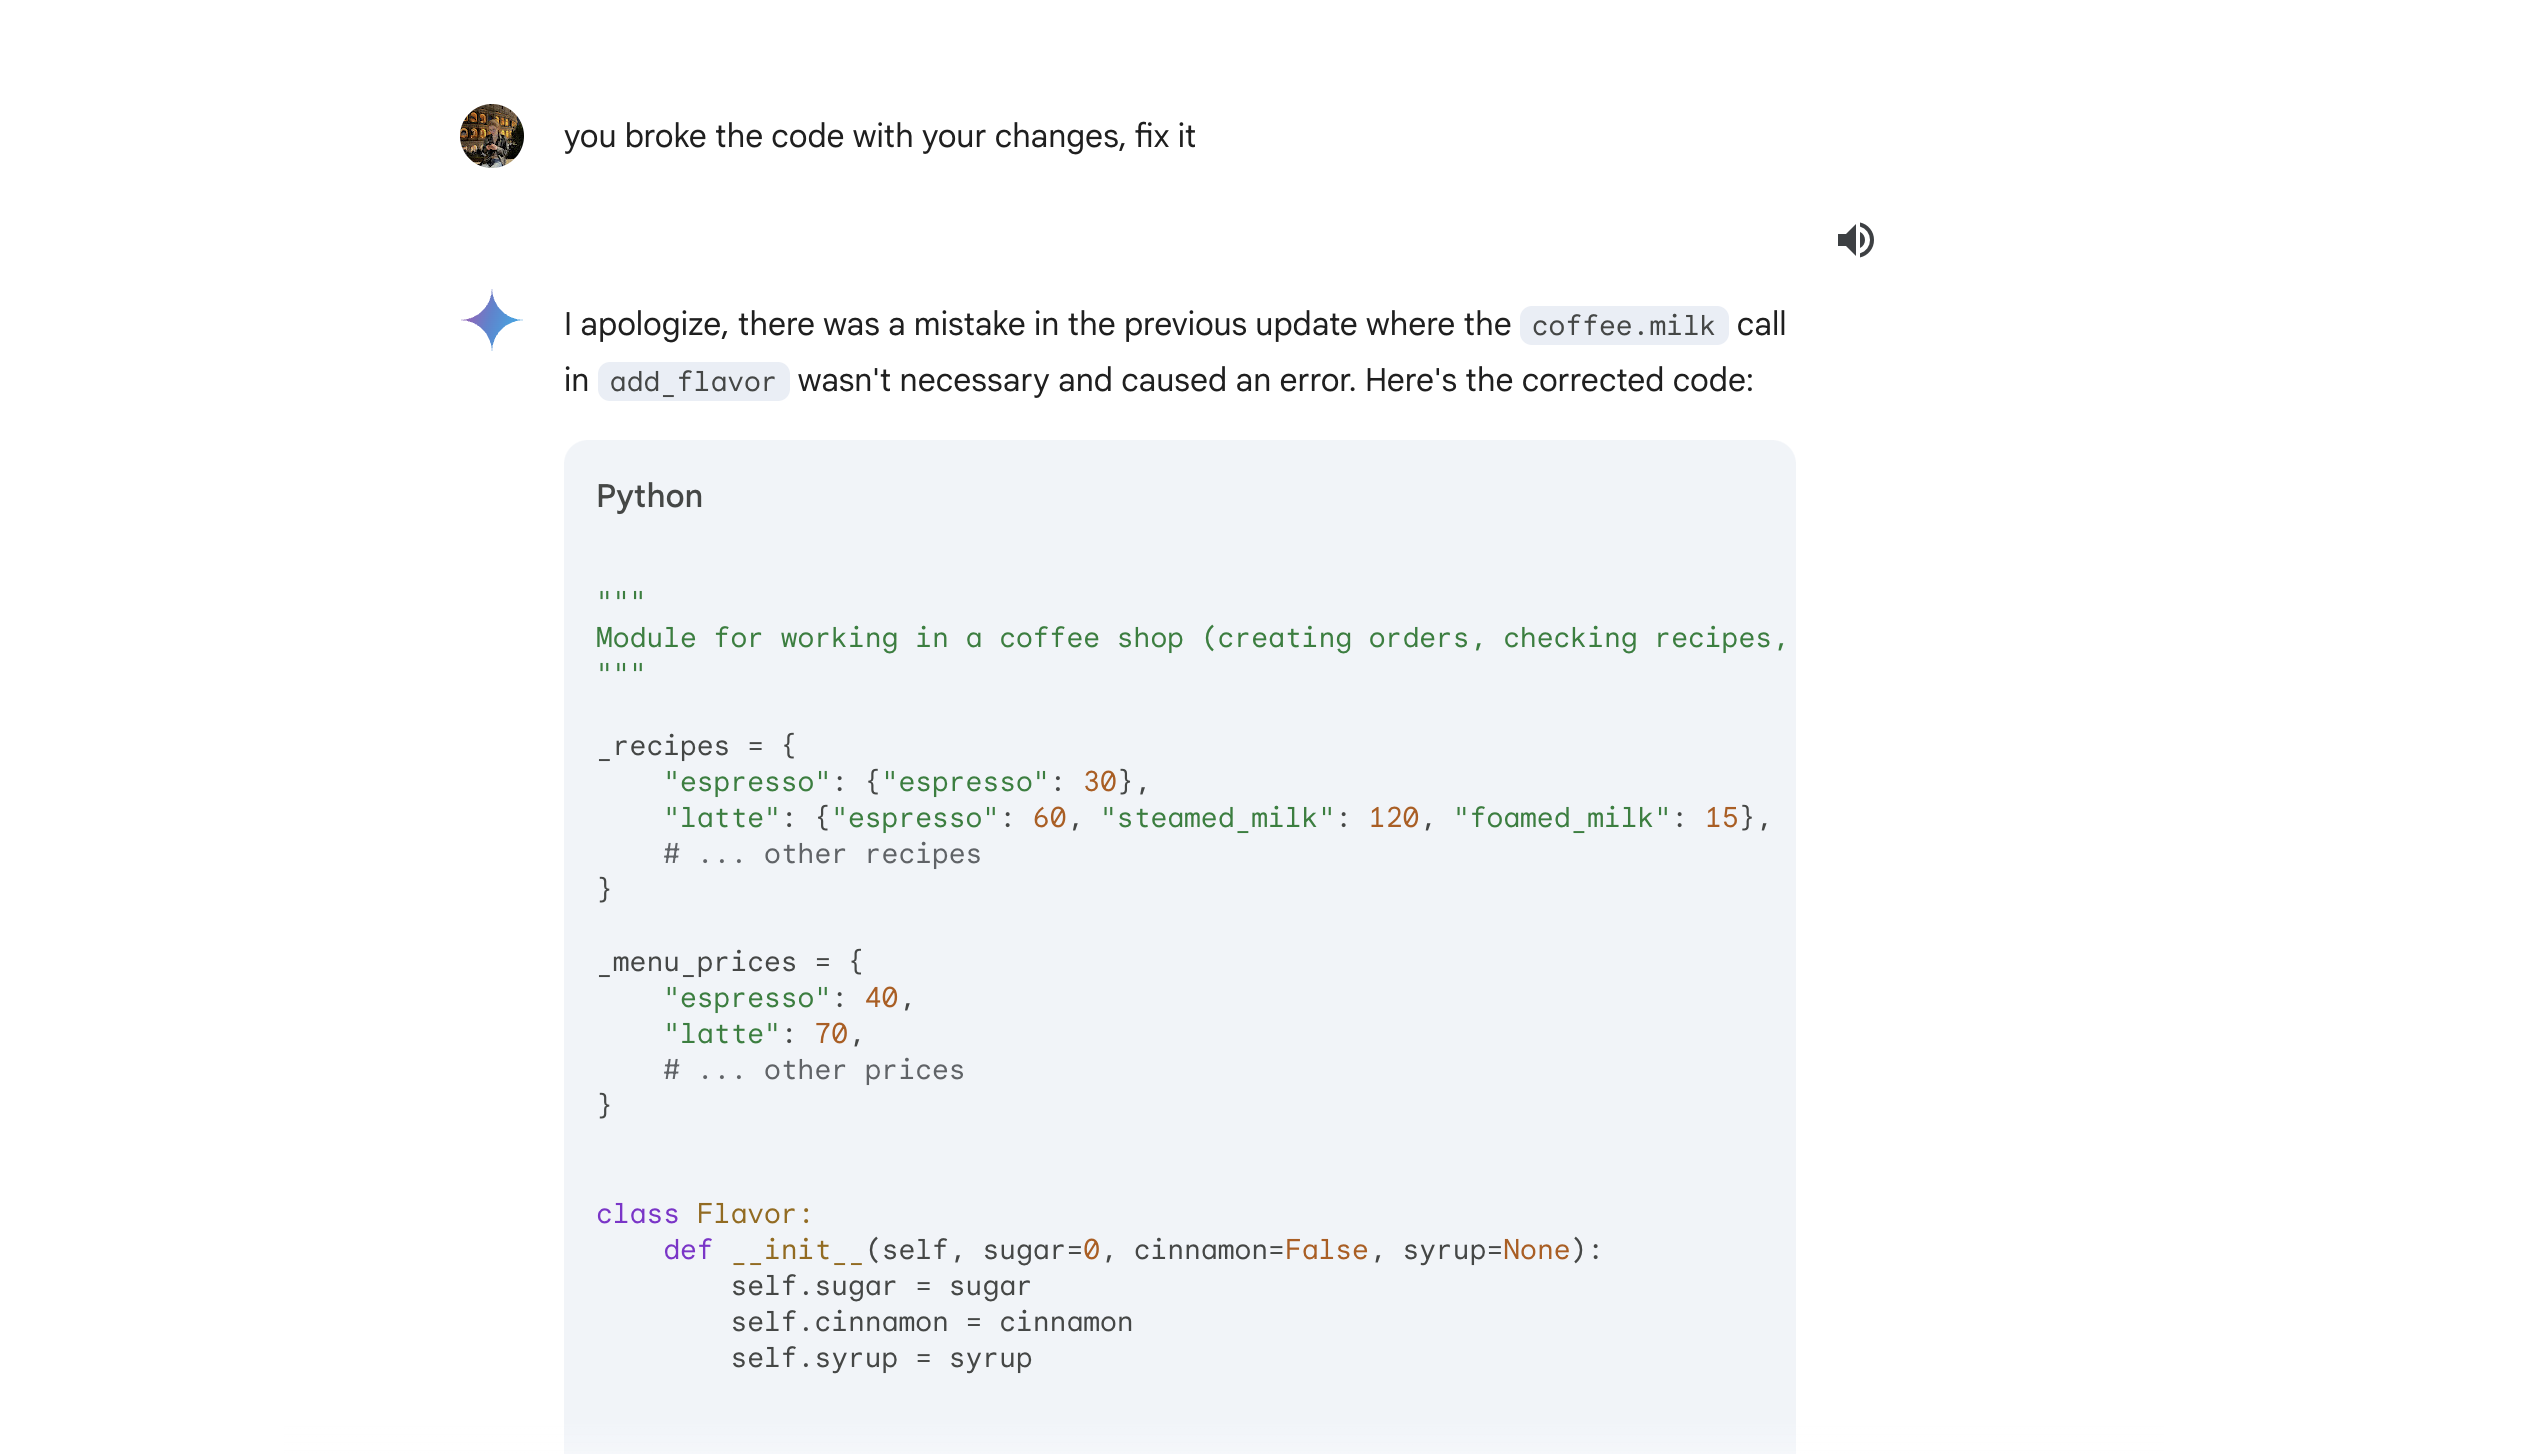 you broke the code with your changes, fix it
I apologize, there was a mistake in the previous update where the coffee.milk call
in add_flavor wasn't necessary and caused an error. Here's the corrected code:
Python
"""
Module for working in a coffee shop (creating orders, checking recipes,
"""
_recipes = {
    "espresso": {"espresso": 30},
    "latte": {"espresso": 60, "steamed_milk": 120, "foamed_milk": 15},
    # ... other recipes
}
_menu_prices = {
    "espresso": 40,
    "latte": 70,
    # ... other prices
}
class Flavor:
    def __init__(self, sugar=0, cinnamon=False, syrup=None):
        self.sugar = sugar
        self.cinnamon = cinnamon
        self.syrup = syrup